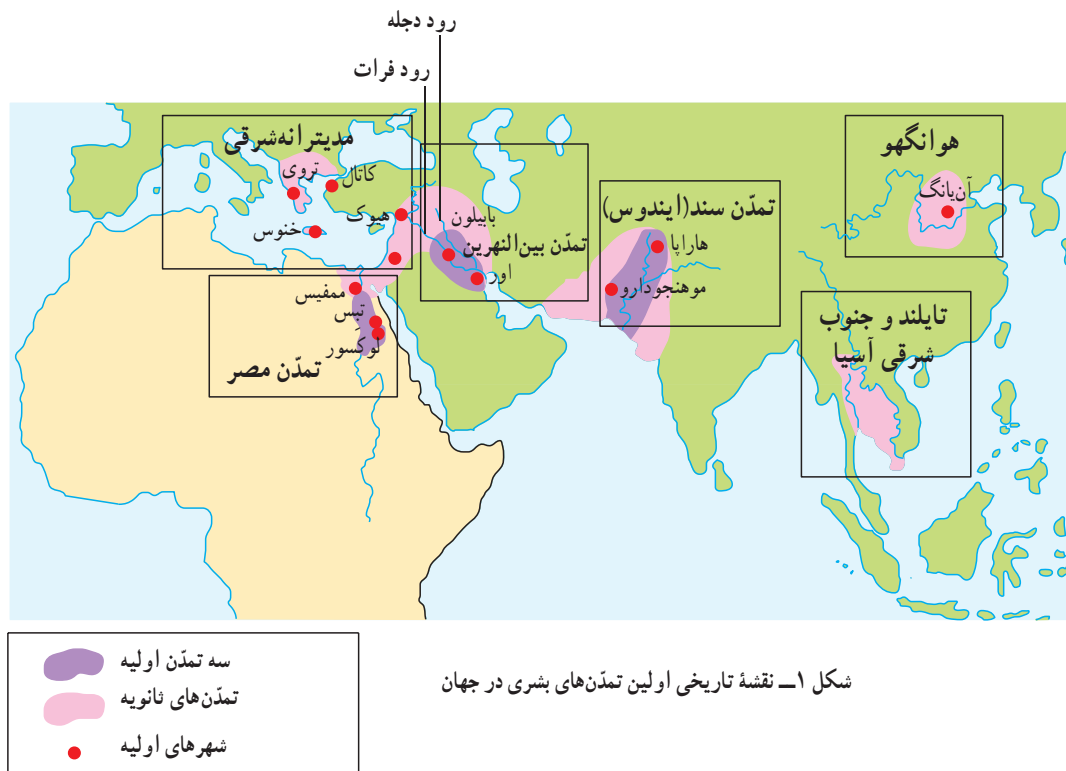 رود دجله
رود فرات
مدیترانه‌شرقی
تروی
کاتال
هیوک
خنوس
بابیلون
تمدّن بین‌النهرین
اور
تمدّن سند(ایندوس)
هاراپا
موهنجودارو
هوانگهو
آن‌یانگ
تایلند و جنوب
شرقی آسیا
ممفیس
تبس
لوکسور
تمدّن مصر
سه تمدّن اولیه
تمدّن‌های ثانویه
شهرهای اولیه
شکل ۱ــ نقشهٔ تاریخی اولین تمدّن‌های بشری در جهان